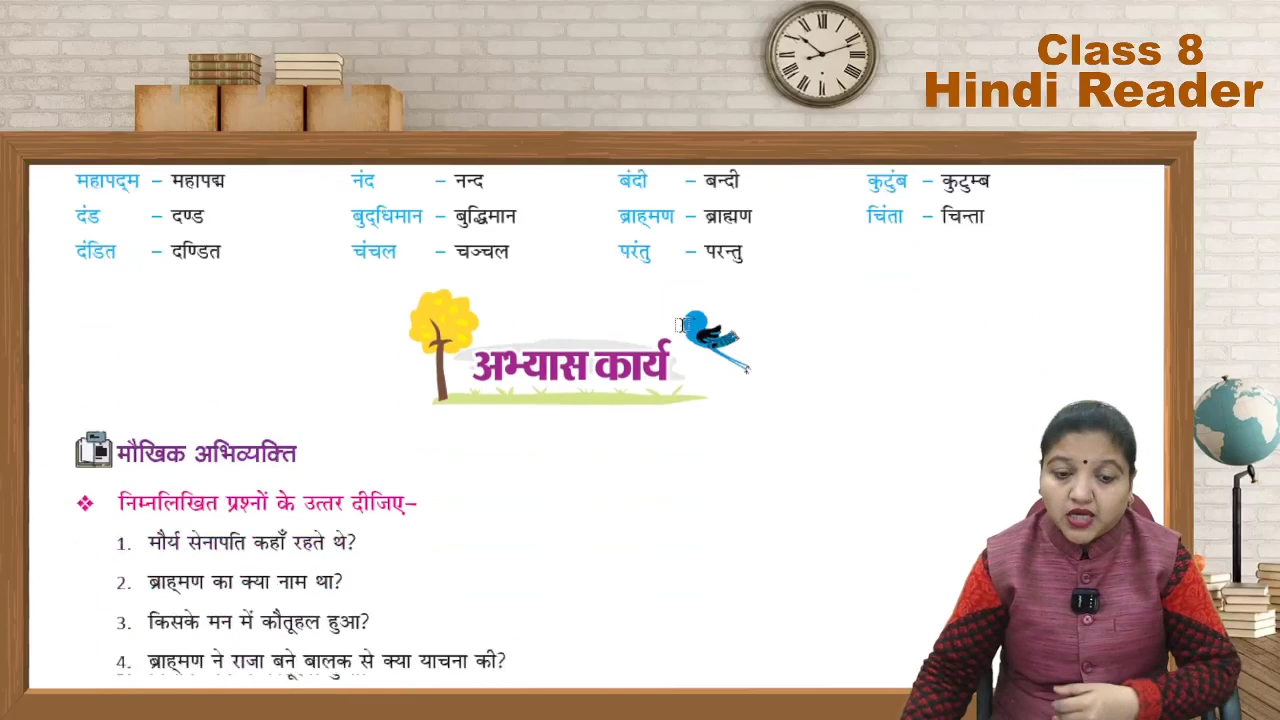 Class 8
Hindi Reader
महापद्‌म – महापद्म नंद – नन्द बंदी – बन्दी कुटुंब – कुटुम्ब
दंड – दण्ड बुद्‌धिमान – बुद्धिमान ब्राह्‌मण – ब्राह्मण चिंता – चिन्ता
दंडित – दण्डित चंचल – चञ्चल परंतु – परन्तु
अभ्यास कार्य
मौखिक अभिव्यक्ति
❖ निम्नलिखित प्रश्नों के उत्तर दीजिए–
1. मौर्य सेनापति कहाँ रहते थे?
2. ब्राह्‌मण का क्या नाम था?
3. किसके मन में कौतूहल हुआ?
4. ब्राह्‌मण ने राजा बने बालक से क्या याचना की?